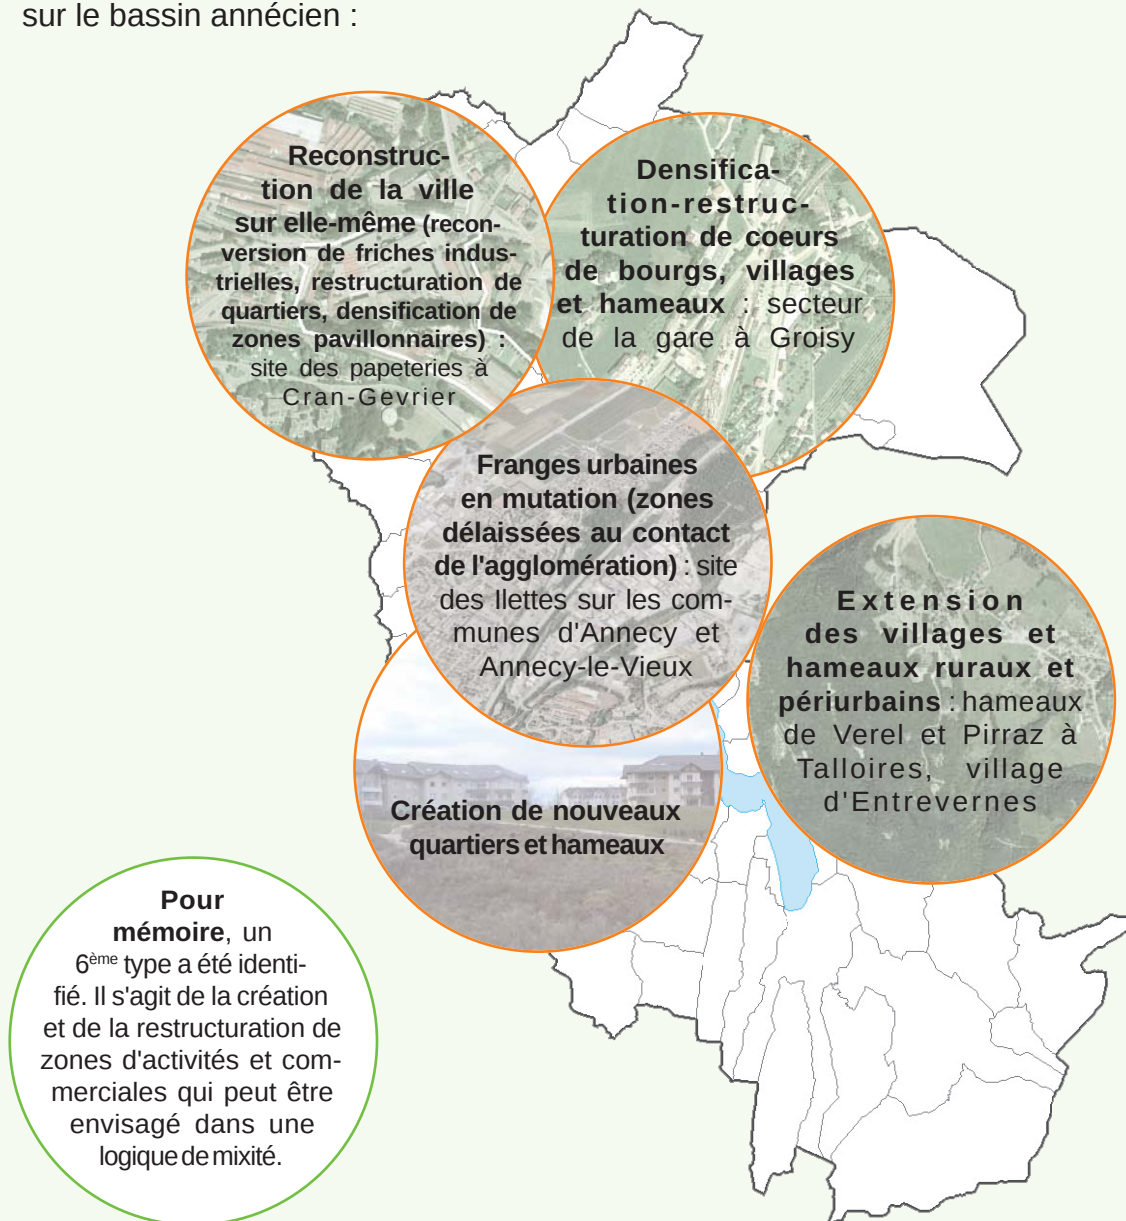 sur le bassin annécien :
Reconstruc-
tion de la ville
sur elle-même (recon-
version de friches indus-
trielles, restructuration de
quartiers, densification de
zones pavillonnaires) :
site des papeteries à
Cran-Gevrier
Densifica-
tion-restruc-
turation de coeurs
de bourgs, villages
et hameaux : secteur
de la gare à Groisy
Franges urbaines
en mutation (zones
délaissées au contact
de l'agglomération) : site
des Ilettes sur les com-
munes d'Annecy et
Annecy-le-Vieux
Extension
des villages et
hameaux ruraux et
périurbains : hameaux
de Verel et Pirraz à
Talloires, village
d'Entrevernes
Création de nouveaux
quartiers et hameaux
Pour
mémoire, un
6ème type a été identi-
fié. Il s'agit de la création
et de la restructuration de
zones d'activités et com-
merciales qui peut être
envisagé dans une
logique de mixité.